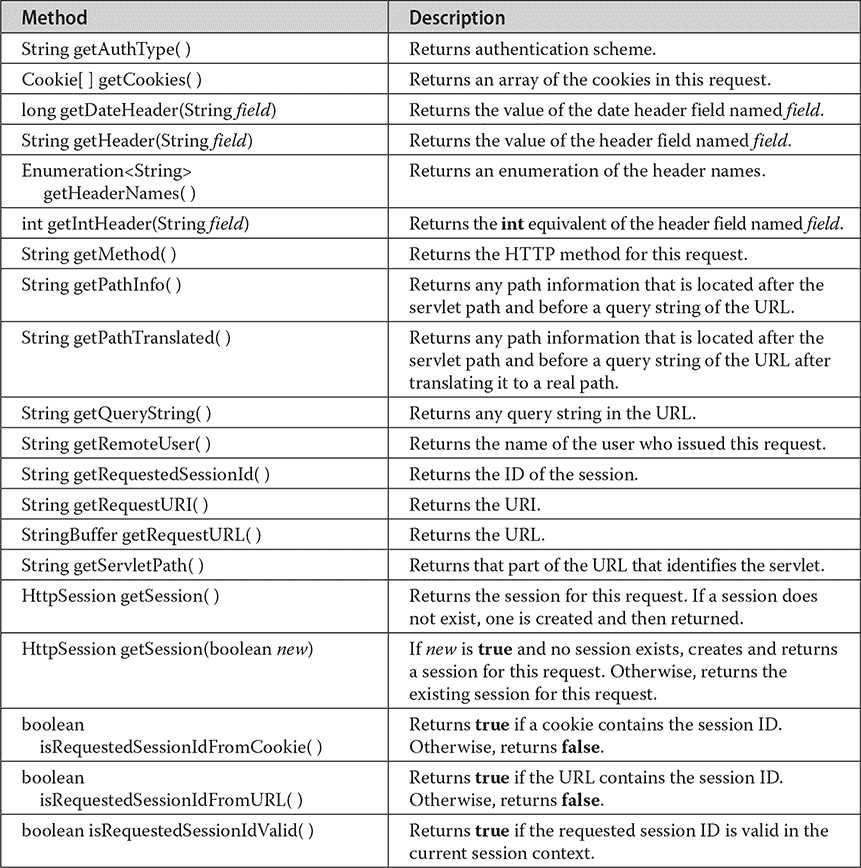 Method Description
String getAuthType( ) Returns authentication scheme.
Cookie[ ] getCookies( ) Returns an array of the cookies in this request.
long getDateHeader(String field) Returns the value of the date header field named field.
String getHeader(String field) Returns the value of the header field named field.
Enumeration<String> Returns an enumeration of the header names.
getHeaderNames( )
int getIntHeader(String field) Returns the int equivalent of the header field named field.
String getMethod( ) Returns the HTTP method for this request.
String getPathInfo( ) Returns any path information that is located after the
servlet path and before a query string of the URL.
String getPathTranslated( ) Returns any path information that is located after the
servlet path and before a query string of the URL after
translating it to a real path.
String getQueryString( ) Returns any query string in the URL.
String getRemoteUser( ) Returns the name of the user who issued this request.
String getRequestedSessionId( ) Returns the ID of the session.
String getRequestURI( ) Returns the URI.
StringBuffer getRequestURL( ) Returns the URL.
String getServletPath( ) Returns that part of the URL that identifies the servlet.
HttpSession getSession( ) Returns the session for this request. If a session does
not exist, one is created and then returned.
HttpSession getSession(boolean new) If new is true and no session exists, creates and returns
a session for this request. Otherwise, returns the
existing session for this request.
boolean Returns true if a cookie contains the session ID.
isRequestedSessionIdFromCookie( ) Otherwise, returns false.
boolean Returns true if the URL contains the session ID.
isRequestedSessionIdFromURL( ) Otherwise, returns false.
boolean isRequestedSessionIdValid( ) Returns true if the requested session ID is valid in the
current session context.